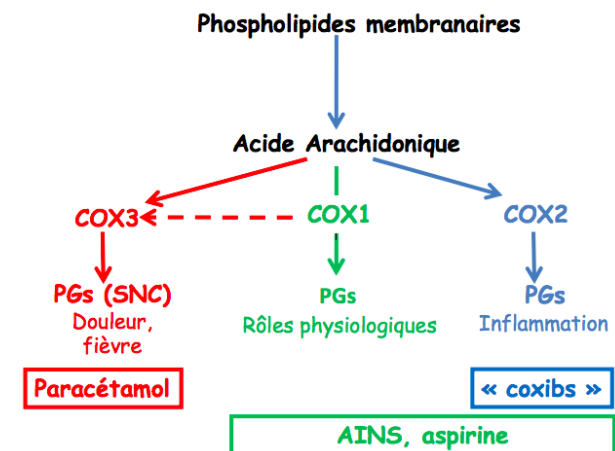 Phospholipides membranaires
Acide Arachidonique
COX3
COX1
COX2
PGs (SNC)
Douleur,
fièvre
PGs
Rôles physiologiques
PGs
Inflammation
Paracétamol
« coxibs »
AINS, aspirine